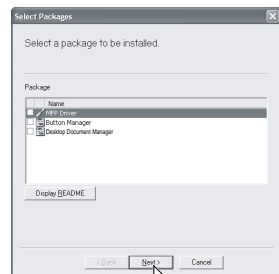 Select Packages
Select a package to be installed.
Package
Name
MFP Driver
Button Manager
Desktop Document Manager
Display README
< Back
Next >
Cancel